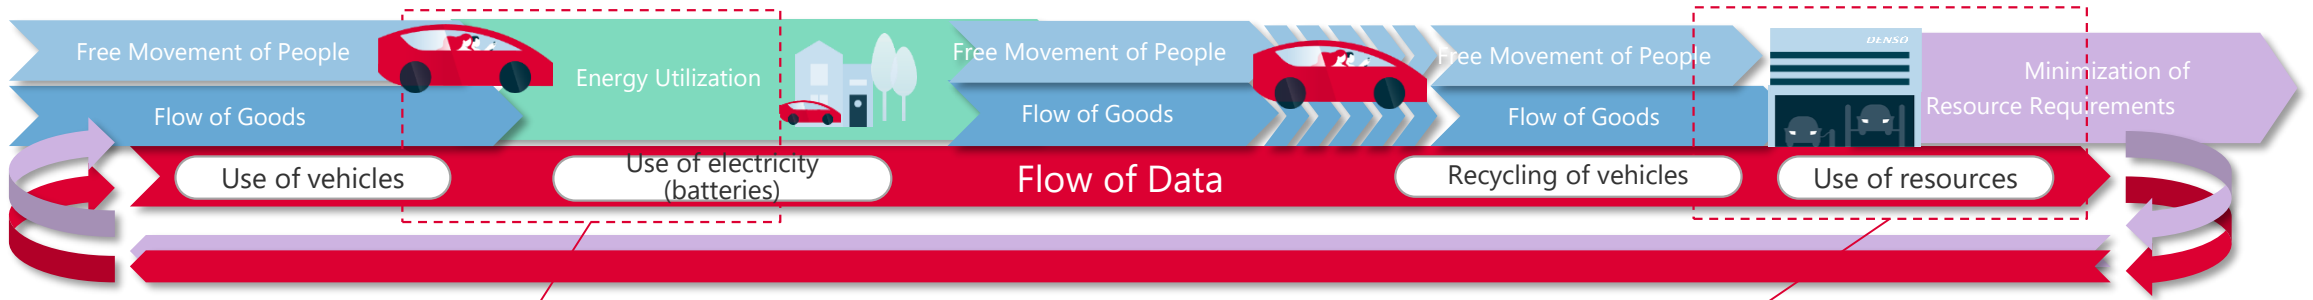 Free Movement of People
Flow of Goods
Energy Utilization
Free Movement of People
Flow of Goods
Free Movement of People
Flow of Goods
DENSO
Minimization of
Resource Requirements
Use of vehicles
Use of electricity
(batteries)
Flow of Data
Recycling of vehicles
Use of resources